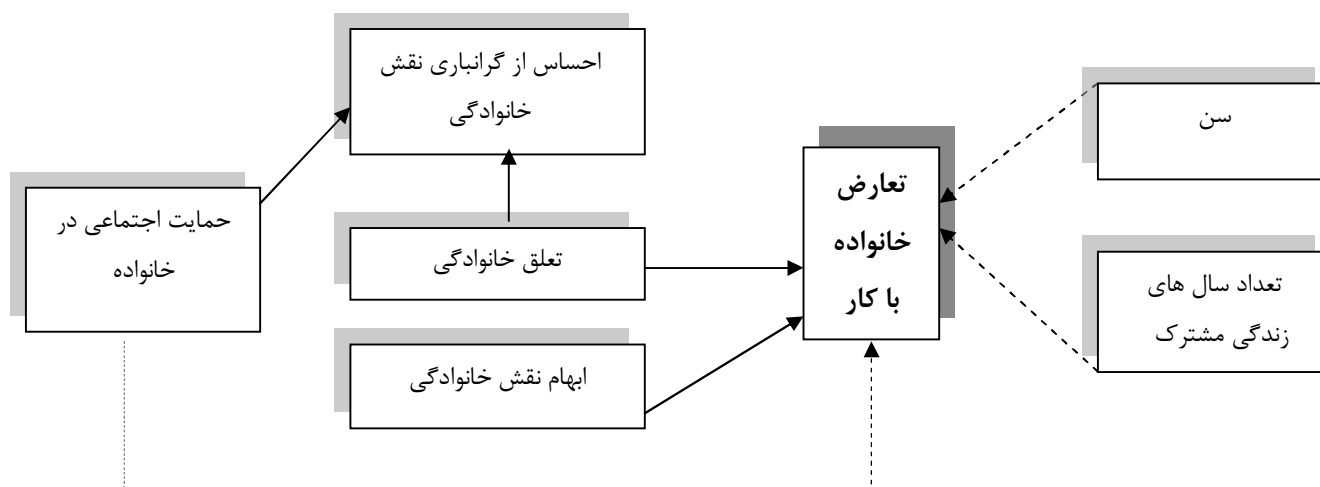 احساس از گرانباری نقش
خانوادگی
سن
تعارض
خانواده
با کار
حمایت اجتماعی در
خانواده
تعلق خانوادگی
تعداد سال های
زندگی مشترک
ابهام نقش خانوادگی